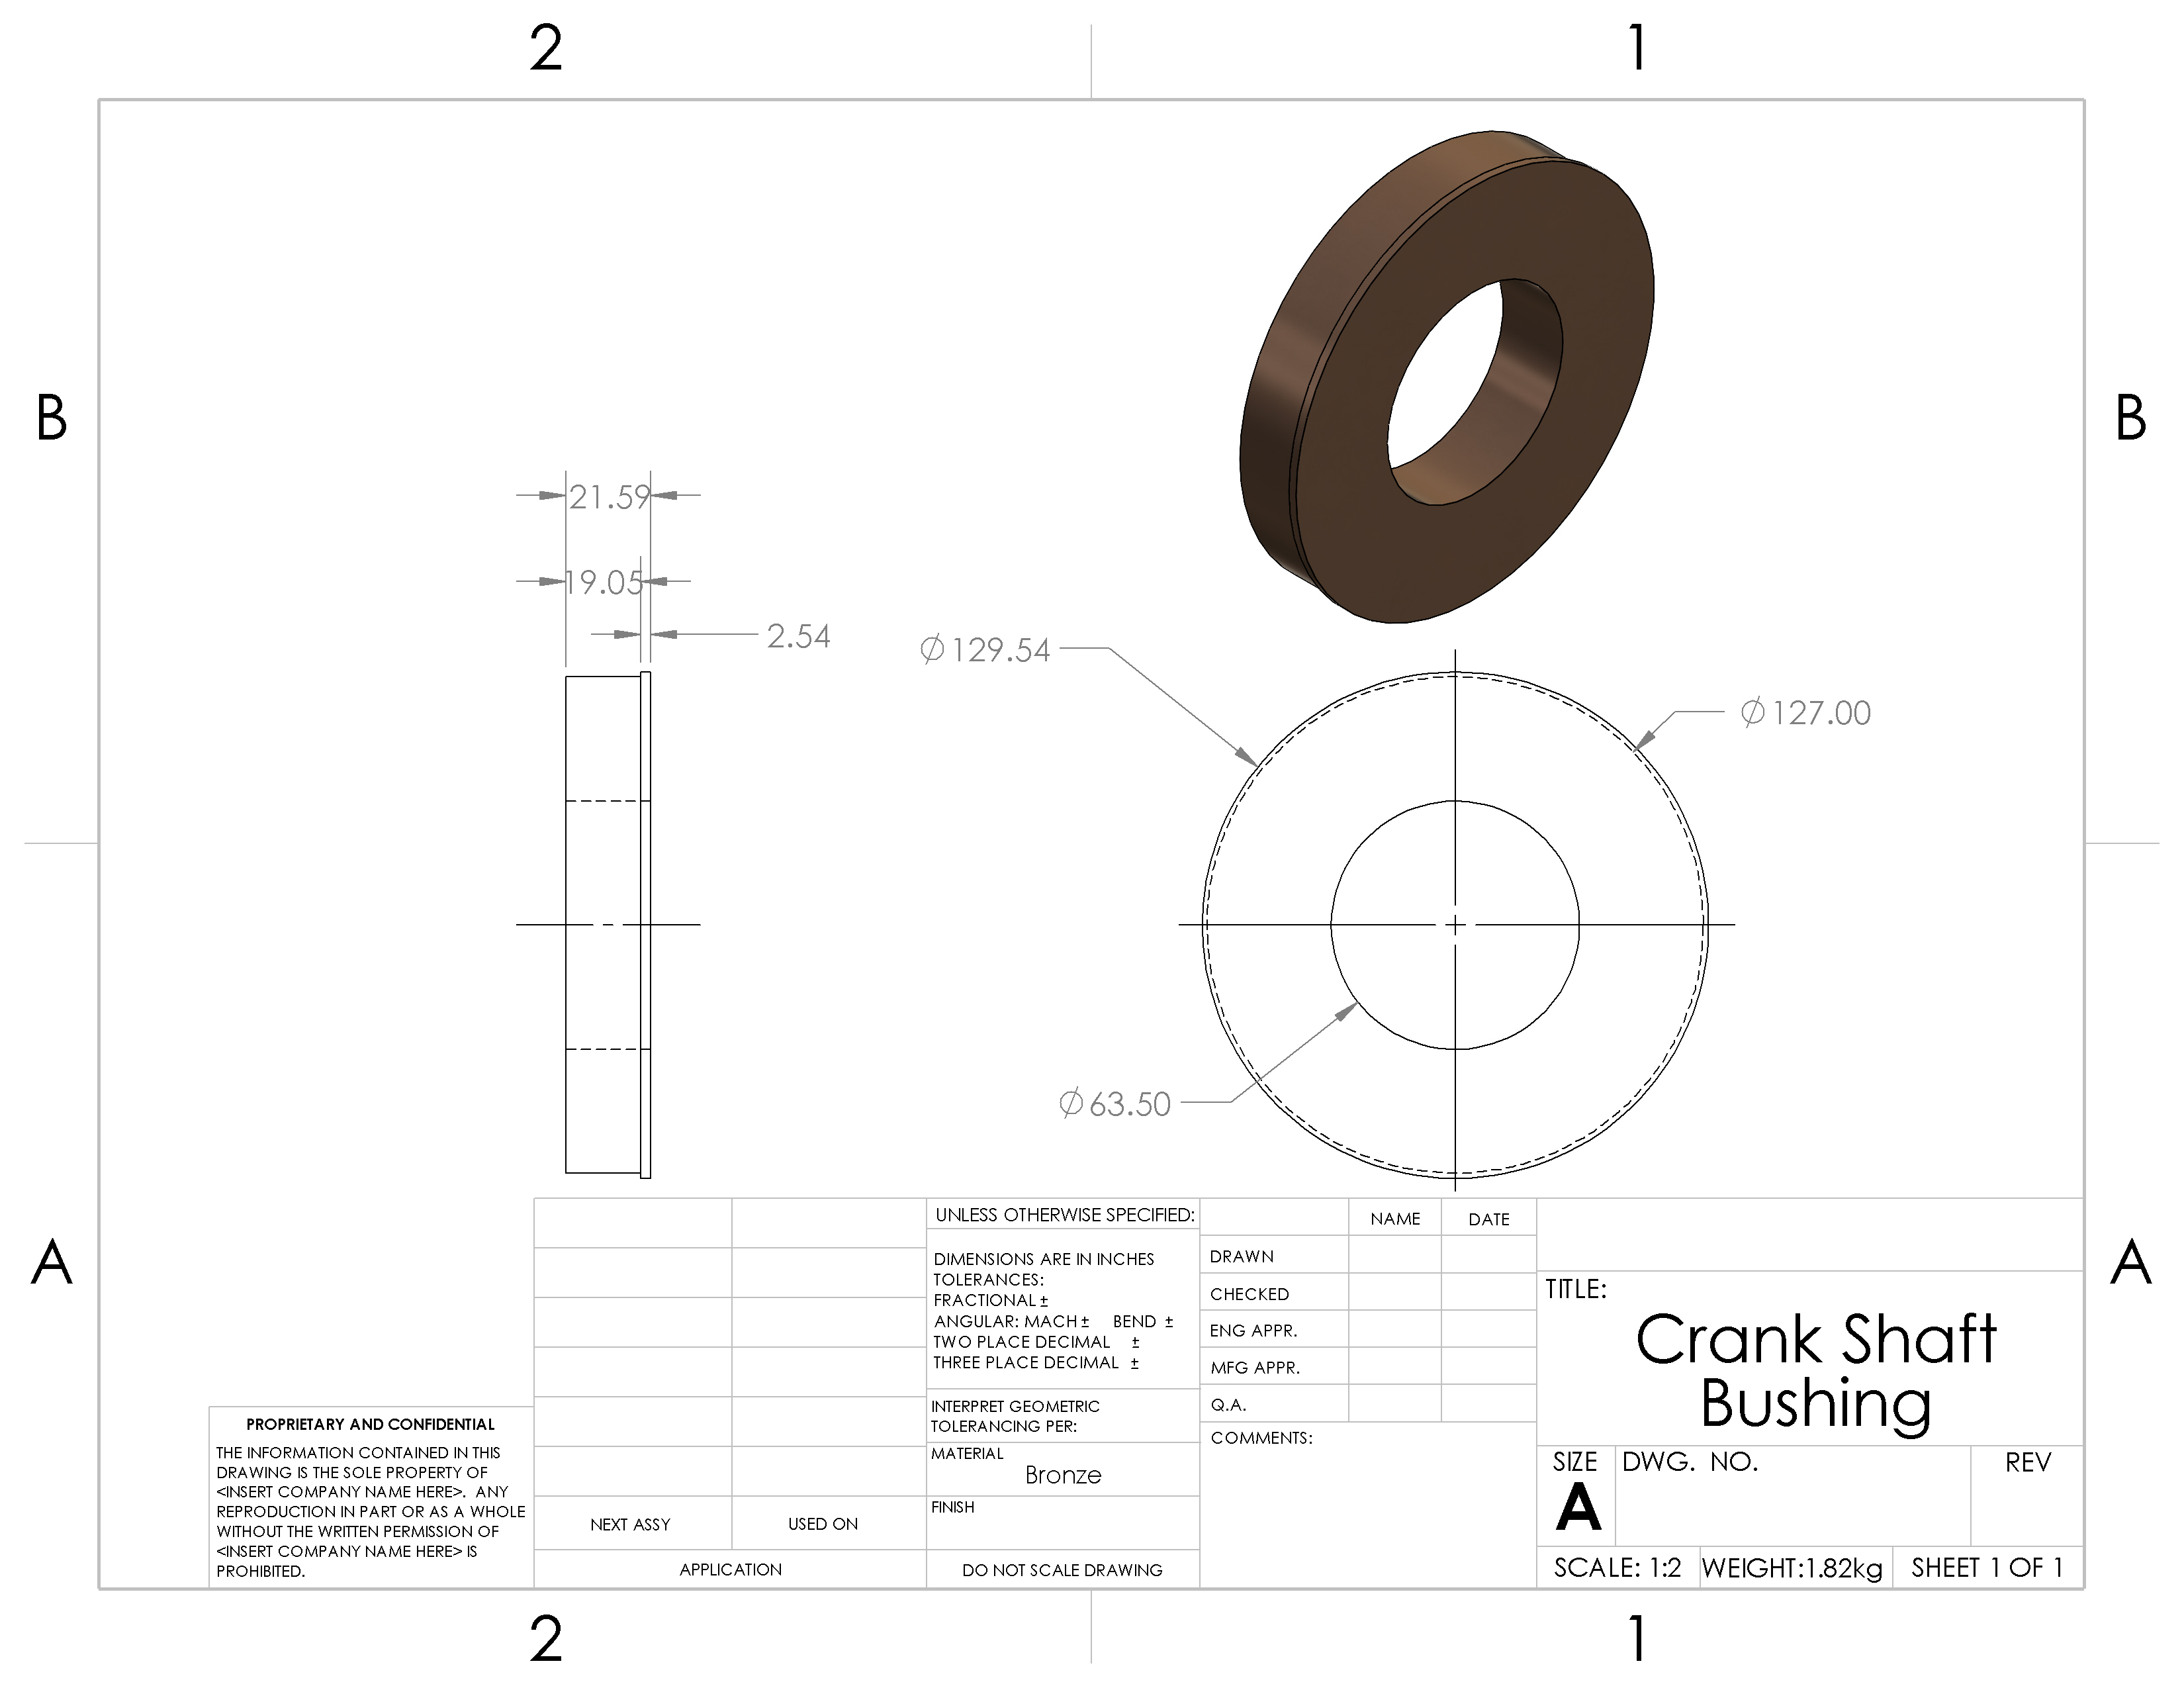 2
1
B
B
21.59
19.05
2.54
∅129.54
∅127.00
∅63.50
A
A
UNLESS OTHERWISE SPECIFIED:
DIMENSIONS ARE IN INCHES
TOLERANCES:
FRACTIONAL ±
ANGULAR: MACH ± BEND ±
TWO PLACE DECIMAL ±
THREE PLACE DECIMAL ±
INTERPRET GEOMETRIC
TOLERANCING PER:
MATERIAL
Bronze
FINISH
DO NOT SCALE DRAWING
NAME DATE
DRAWN
CHECKED
ENG APPR.
MFG APPR.
Q.A.
COMMENTS:
TITLE:
Crank Shaft
Bushing
SIZE DWG. NO. REV
A
SCALE: 1:2 WEIGHT:1.82kg SHEET 1 OF 1
PROPRIETARY AND CONFIDENTIAL
THE INFORMATION CONTAINED IN THIS
DRAWING IS THE SOLE PROPERTY OF
<INSERT COMPANY NAME HERE>. ANY
REPRODUCTION IN PART OR AS A WHOLE
WITHOUT THE WRITTEN PERMISSION OF
<INSERT COMPANY NAME HERE> IS
PROHIBITED.
NEXT ASSY USED ON
APPLICATION
2
1